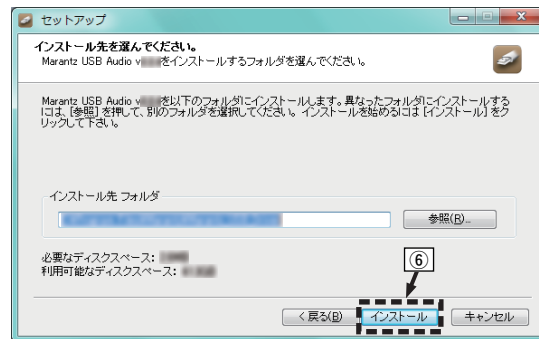 セットアップ
インストール先を選んでください。
Marantz USB Audio v をインストールするフォルダを選んでください。
Marantz USB Audio v を以下のフォルダにインストールします。異なったフォルダにインストールする
には、[参照] を押して、別のフォルダを選択してください。インストールを始めるには [インストール] をク
リックして下さい。
インストール先 フォルダ
参照(R)...
必要なディスクスペース:
利用可能なディスクスペース:
⑥
< 戻る(B)
インストール
キャンセル